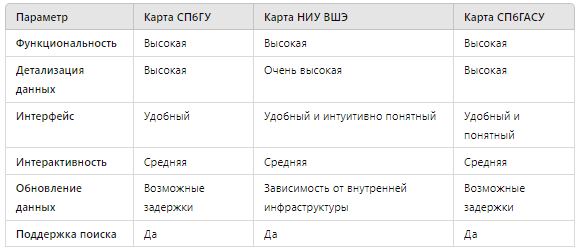 Параметр Карта СПбГУ Карта НИУ ВШЭ Карта СПбГАСУ
Функциональность Высокая Высокая Высокая
Детализация данных Высокая Очень высокая Высокая
Интерфейс Удобный Удобный и интуитивно понятный Удобный и понятный
Интерактивность Средняя Средняя Средняя
Обновление данных Возможные задержки Зависимость от внутренней инфраструктуры Возможные задержки
Поддержка поиска Да Да Да